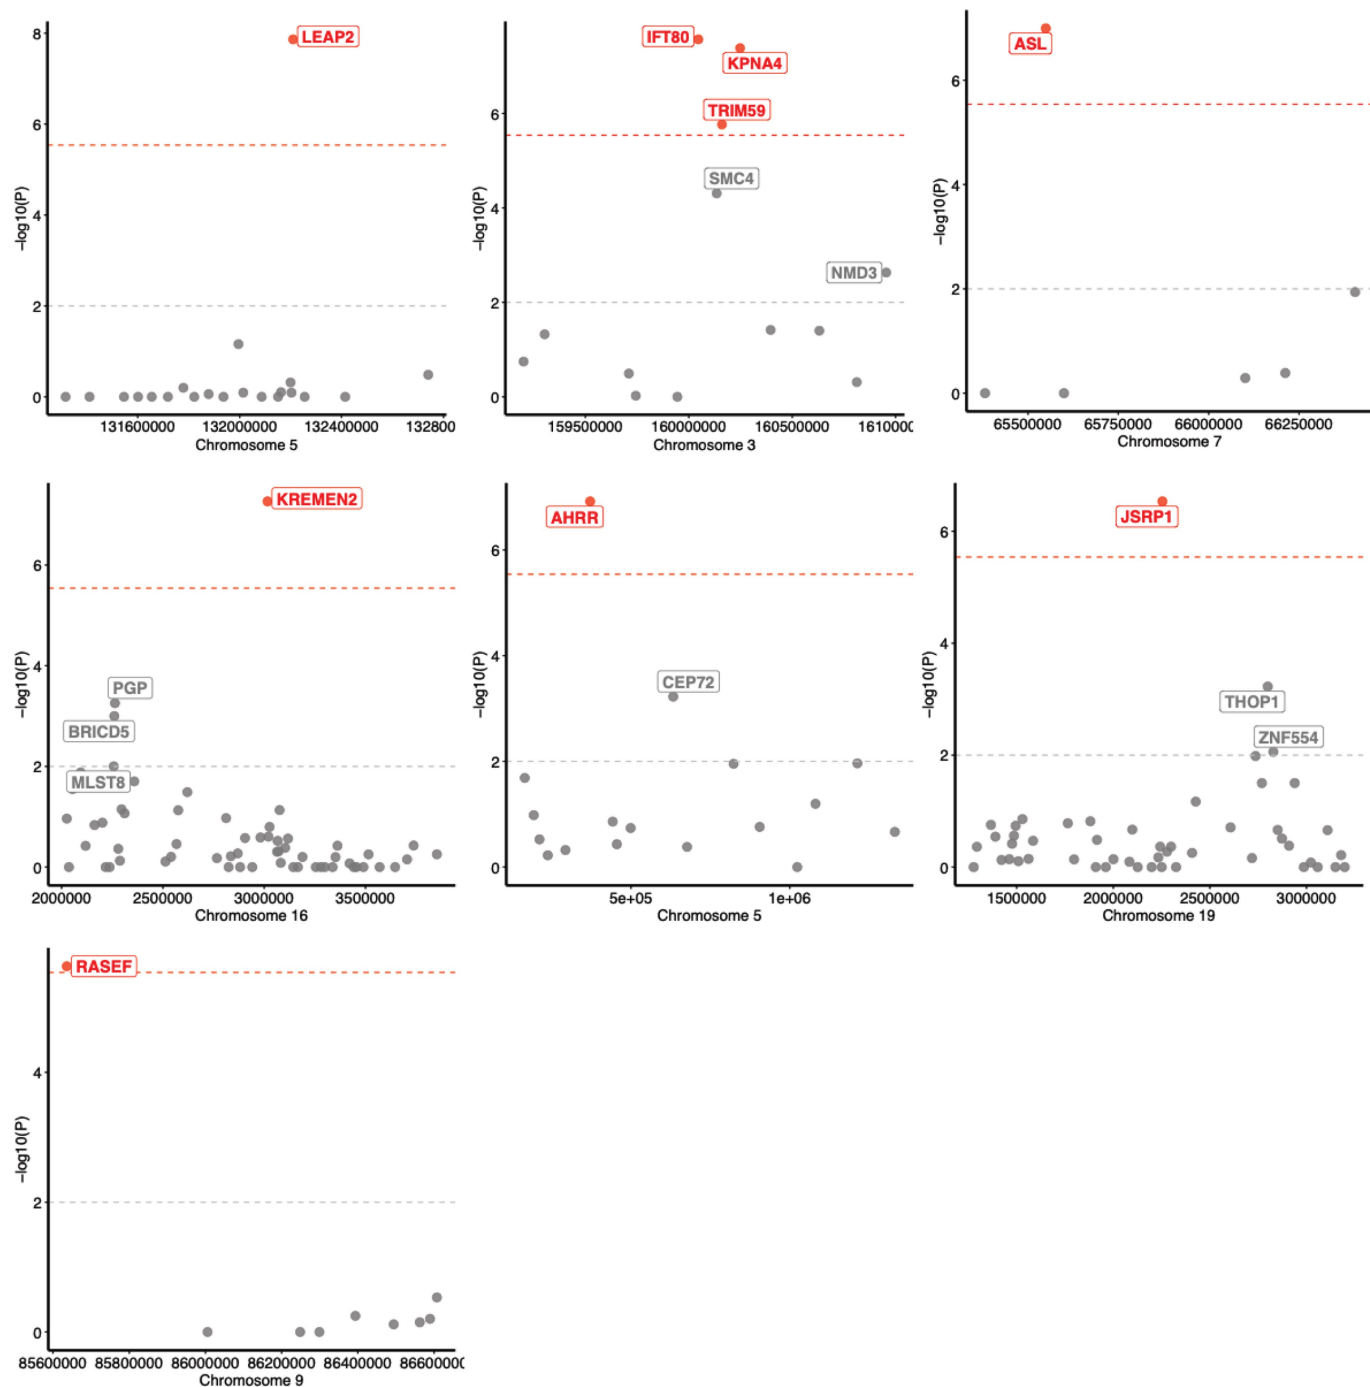 8
6
4
2
0
−log10(P)
LEAP2
131600000 132000000 132400000 132800
Chromosome 5
6
4
2
0
−log10(P)
IFT80
KPNA4
TRIM59
SMC4
NMD3
159500000 160000000 160500000 161000
Chromosome 3
6
4
2
0
−log10(P)
ASL
65500000 65750000 66000000 66250000
Chromosome 7
6
4
2
0
−log10(P)
KREMEN2
PGP
BRICD5
MLST8
2000000 2500000 3000000 3500000
Chromosome 16
6
4
2
0
−log10(P)
AHRR
CEP72
5e+05 1e+06
Chromosome 5
6
4
2
0
−log10(P)
JSRP1
THOP1
ZNF554
1500000 2000000 2500000 3000000
Chromosome 19
4
2
0
−log10(P)
RASEF
85600000 85800000 86000000 86200000 86400000 8660000
Chromosome 9